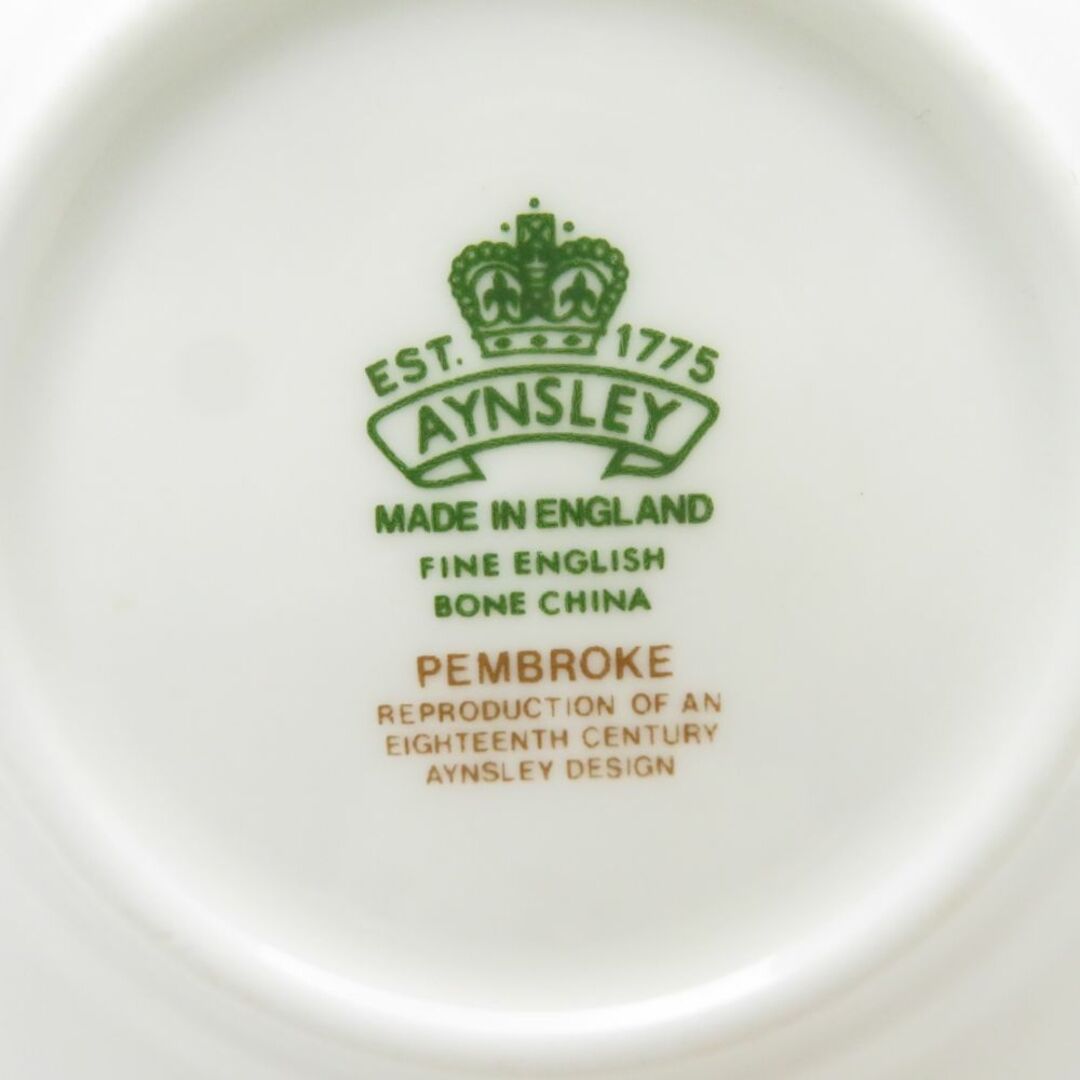 EST. 1775
AYNSLEY
MADE IN ENGLAND
FINE ENGLISH
BONE CHINA
PEMBROKE
REPRODUCTION OF AN
EIGHTEENTH CENTURY
AYNSLEY DESIGN